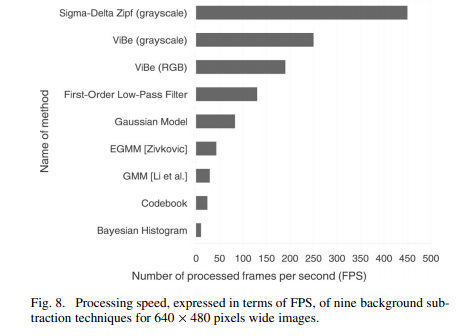 Name of method
Sigma-Delta Zipf (grayscale)
ViBe (grayscale)
ViBe (RGB)
First-Order Low-Pass Filter
Gaussian Model
EGMM [Zivkovic]
GMM [Li et al.]
Codebook
Bayesian Histogram
0 50 100 150 200 250 300 350 400 450 500
Number of processed frames per second (FPS)
Fig. 8. Processing speed, expressed in terms of FPS, of nine background sub-
traction techniques for 640 × 480 pixels wide images.